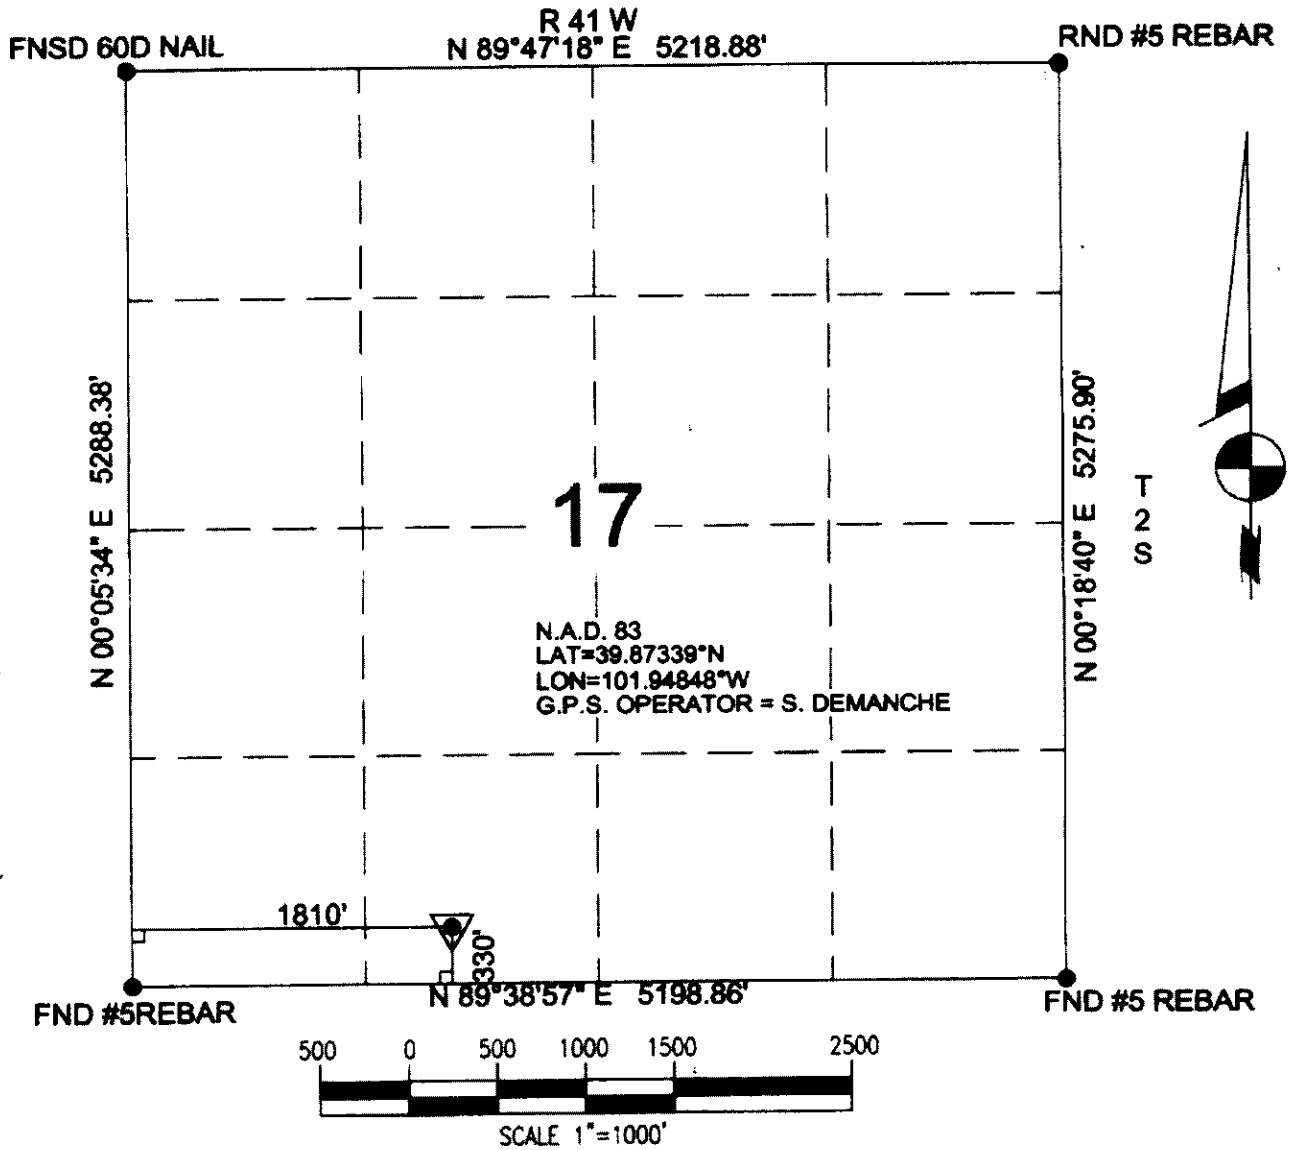 R 41 W
FNSD 60D NAIL
N 89°47'18" E 5218.88'
RND #5 REBAR
N 00°05'34" E 5288.38'
17
N 00°18'40" E 5275.90'
T
2
S
N.A.D. 83
LAT=39.87339°N
LON=101.94848°W
G.P.S. OPERATOR = S. DEMANCHE
1810'
330'
N 89°38'57" E 5198.86'
FND #5REBAR
FND #5 REBAR
500 0 500 1000 1500 2500
SCALE 1"=1000'